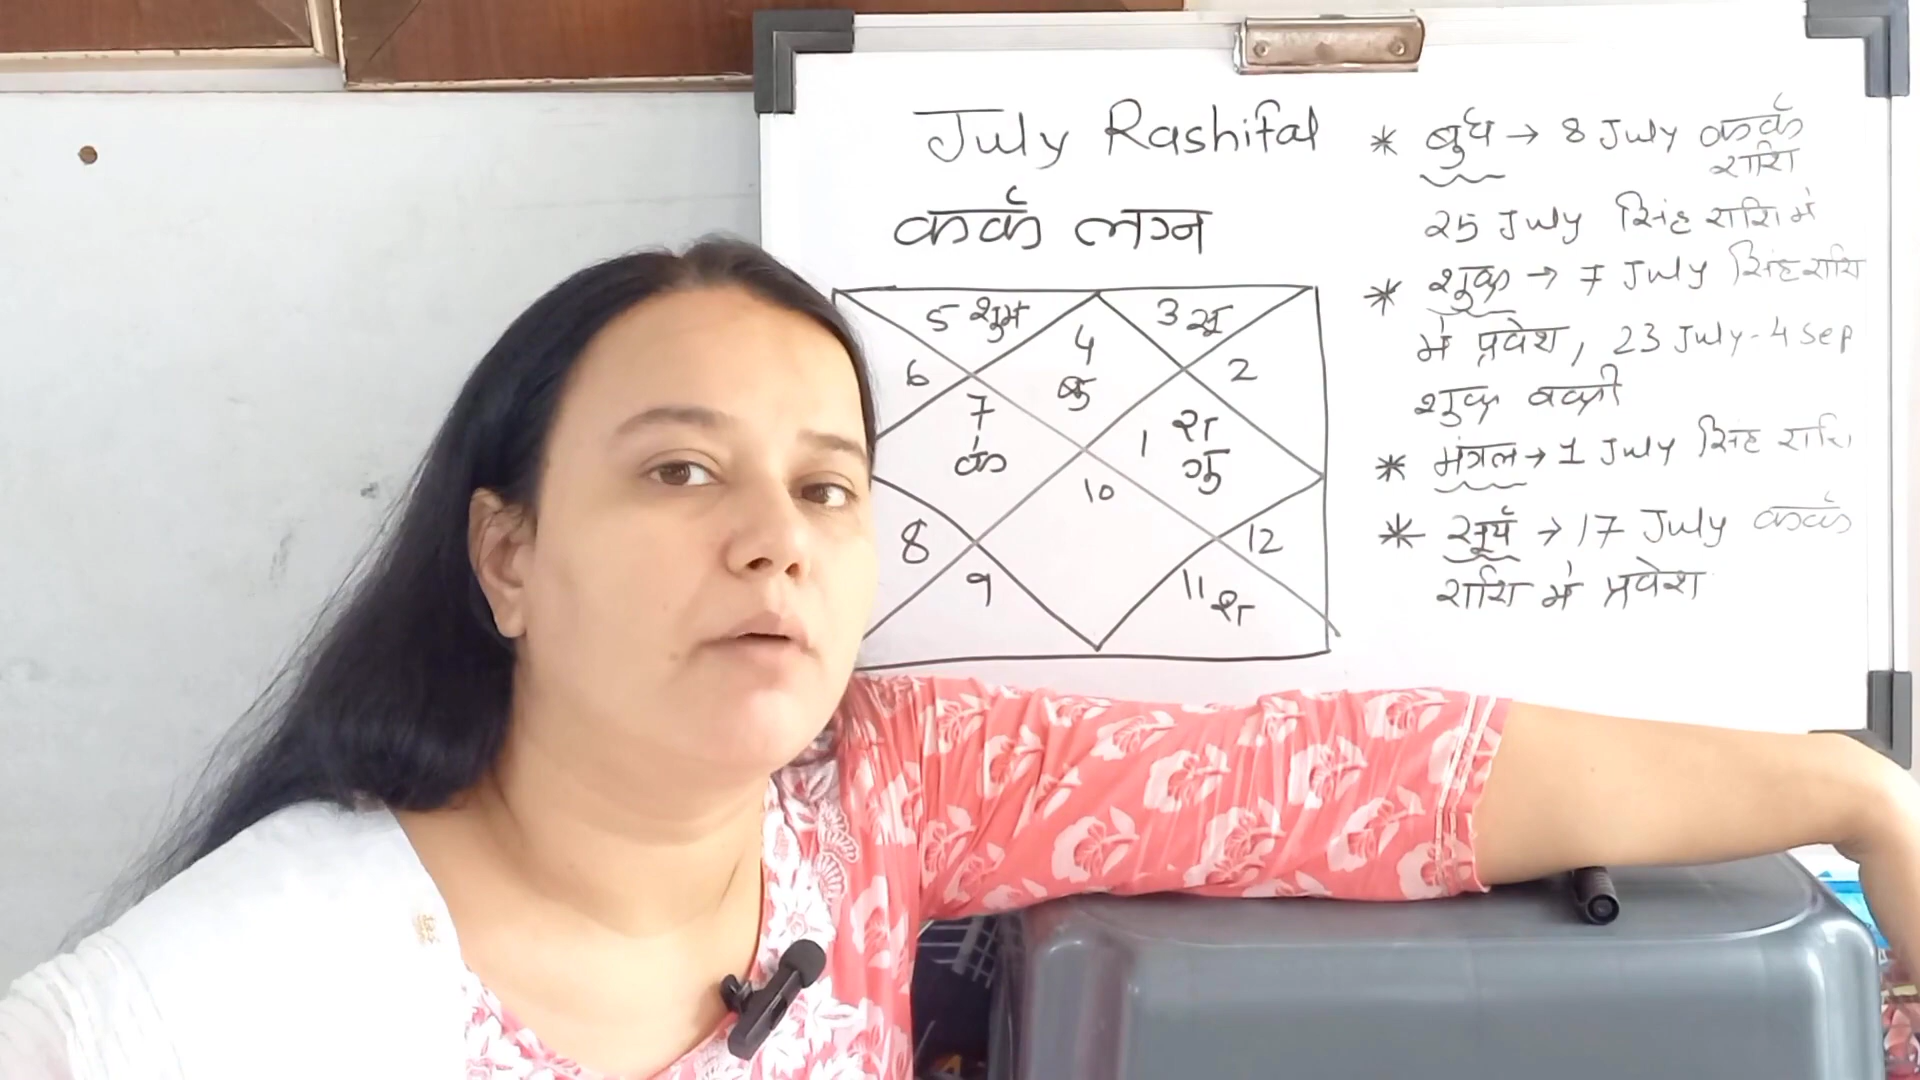 July Rashifal
कर्क लग्न
5 शुमं
3 सू
4
बु
6
2
7
के
1 रा
गु
10
8
12
9
11 श
* बुध → 8 July कर्क
राशि
25 July सिंह राशि में
* शुक्र → 7 July सिंह राशि
में प्रवेश, 23 July - 4 Sep
शुक्र वक्री
* मंगल → 1 July सिंह राशि
* सूर्य → 17 July कर्क
राशि में प्रवेश